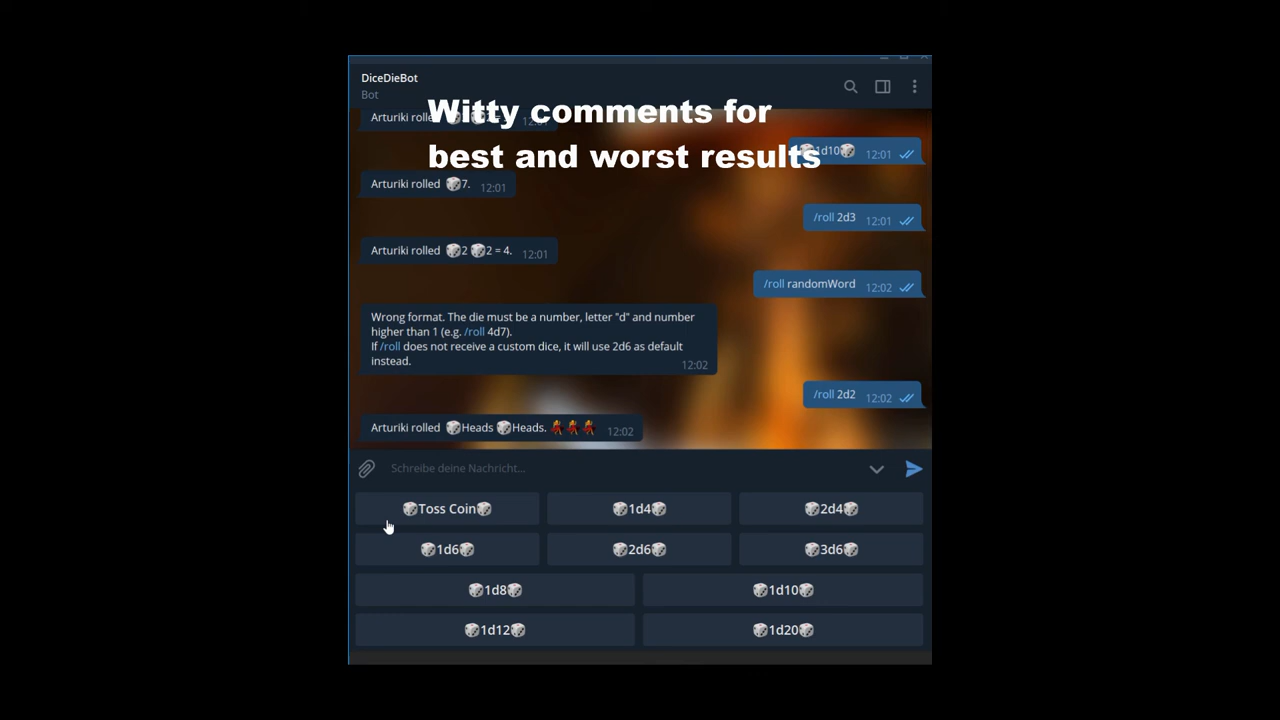 DiceDieBot
Bot
Witty comments for
best and worst results
Arturiki rolled
12:01
1d10 12:01
Arturiki rolled 🎲7. 12:01
/roll 2d3 12:01
Arturiki rolled 🎲2 🎲2 = 4. 12:01
/roll randomWord 12:02
Wrong format. The die must be a number, letter "d" and number
higher than 1 (e.g. /roll 4d7).
If /roll does not receive a custom dice, it will use 2d6 as default
instead.
12:02
/roll 2d2 12:02
Arturiki rolled 🎲Heads 🎲Heads. 💃💃💃 12:02
Schreibe deine Nachricht...
🎲Toss Coin🎲
🎲1d4🎲
🎲2d4🎲
🎲1d6🎲
🎲2d6🎲
🎲3d6🎲
🎲1d8🎲
🎲1d10🎲
🎲1d12🎲
🎲1d20🎲